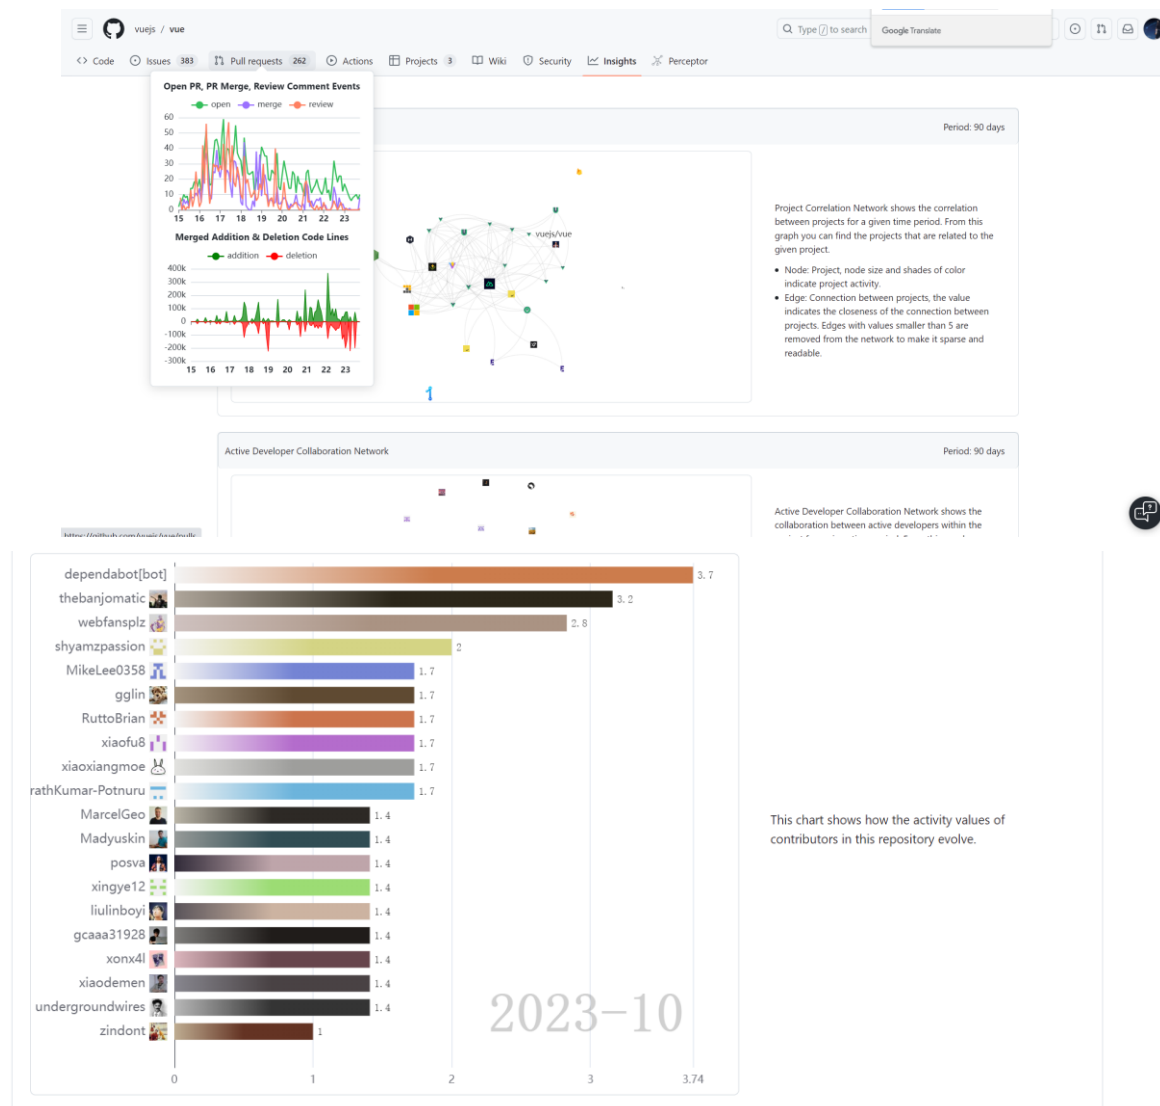 vuejs / vue
Type / to search
Google Translate
Code
Issues 383
Pull requests 262
Actions
Projects 3
Wiki
Security
Insights
Perceptor
Open PR, PR Merge, Review Comment Events
open merge review
60
50
40
30
20
10
0
15 16 17 18 19 20 21 22 23
Merged Addition & Deletion Code Lines
addition deletion
400k
300k
200k
100k
0
-100k
-200k
-300k
15 16 17 18 19 20 21 22 23
Period: 90 days
vuejs/vue
Project Correlation Network shows the correlation
between projects for a given time period. From this
graph you can find the projects that are related to the
given project.
• Node: Project, node size and shades of color
indicate project activity.
• Edge: Connection between projects, the value
indicates the closeness of the connection between
projects. Edges with values smaller than 5 are
removed from the network to make it sparse and
readable.
Active Developer Collaboration Network
Period: 90 days
Active Developer Collaboration Network shows the
collaboration between active developers within the
https://github.com/vuejs/vue/pulls
dependabot[bot] 3.7
thebanjomatic 3.2
webfansplz 2.8
shyamzpassion 2
MikeLee0358 1.7
gglin 1.7
RuttoBrian 1.7
xiaofu8 1.7
xiaoxiangmoe 1.7
rathKumar-Potnuru 1.7
MarcelGeo 1.4
Madyuskin 1.4
posva 1.4
xingye12 1.4
liulinboyi 1.4
gcaaa31928 1.4
xonx4l 1.4
xiaodemen 1.4
undergroundwires 1.4
zindont 1
2023-10
0 1 2 3 3.74
This chart shows how the activity values of
contributors in this repository evolve.